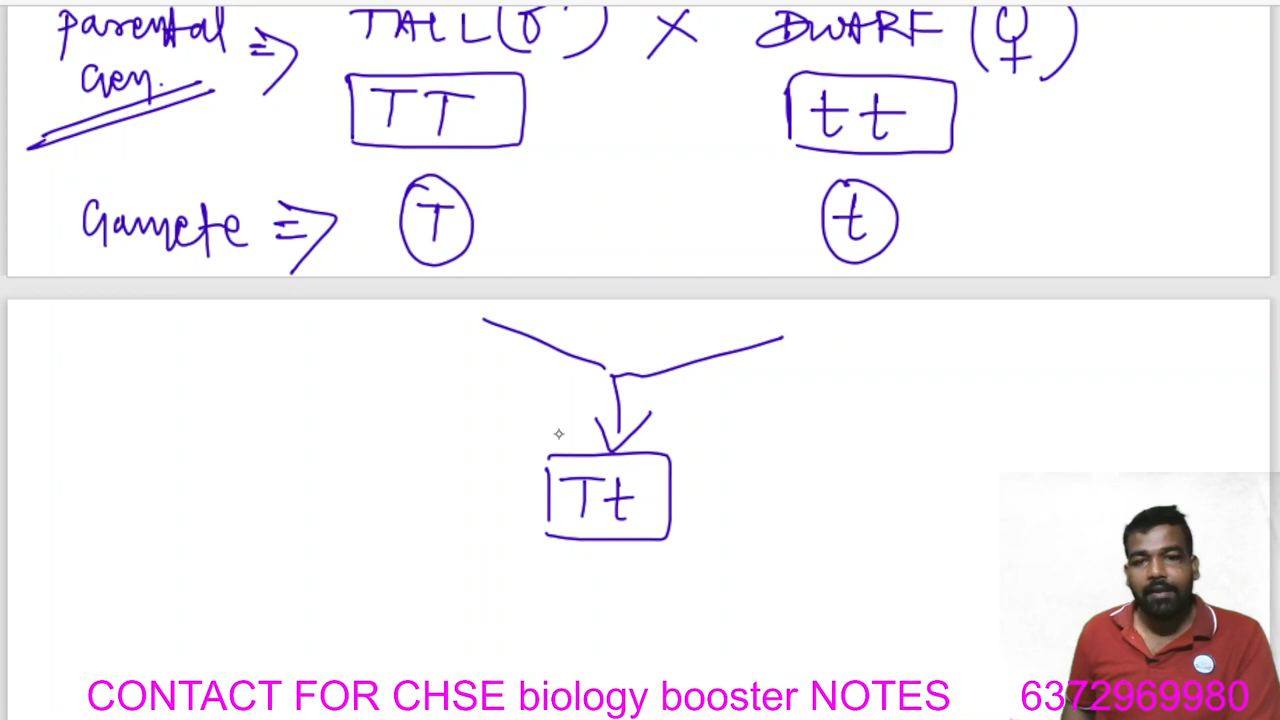 Parental ⇒ TALL (♂) X DWARF (♀)
Gen.
TT tt
Gamete ⇒ T t
Tt
CONTACT FOR CHSE biology booster NOTES 6372969980